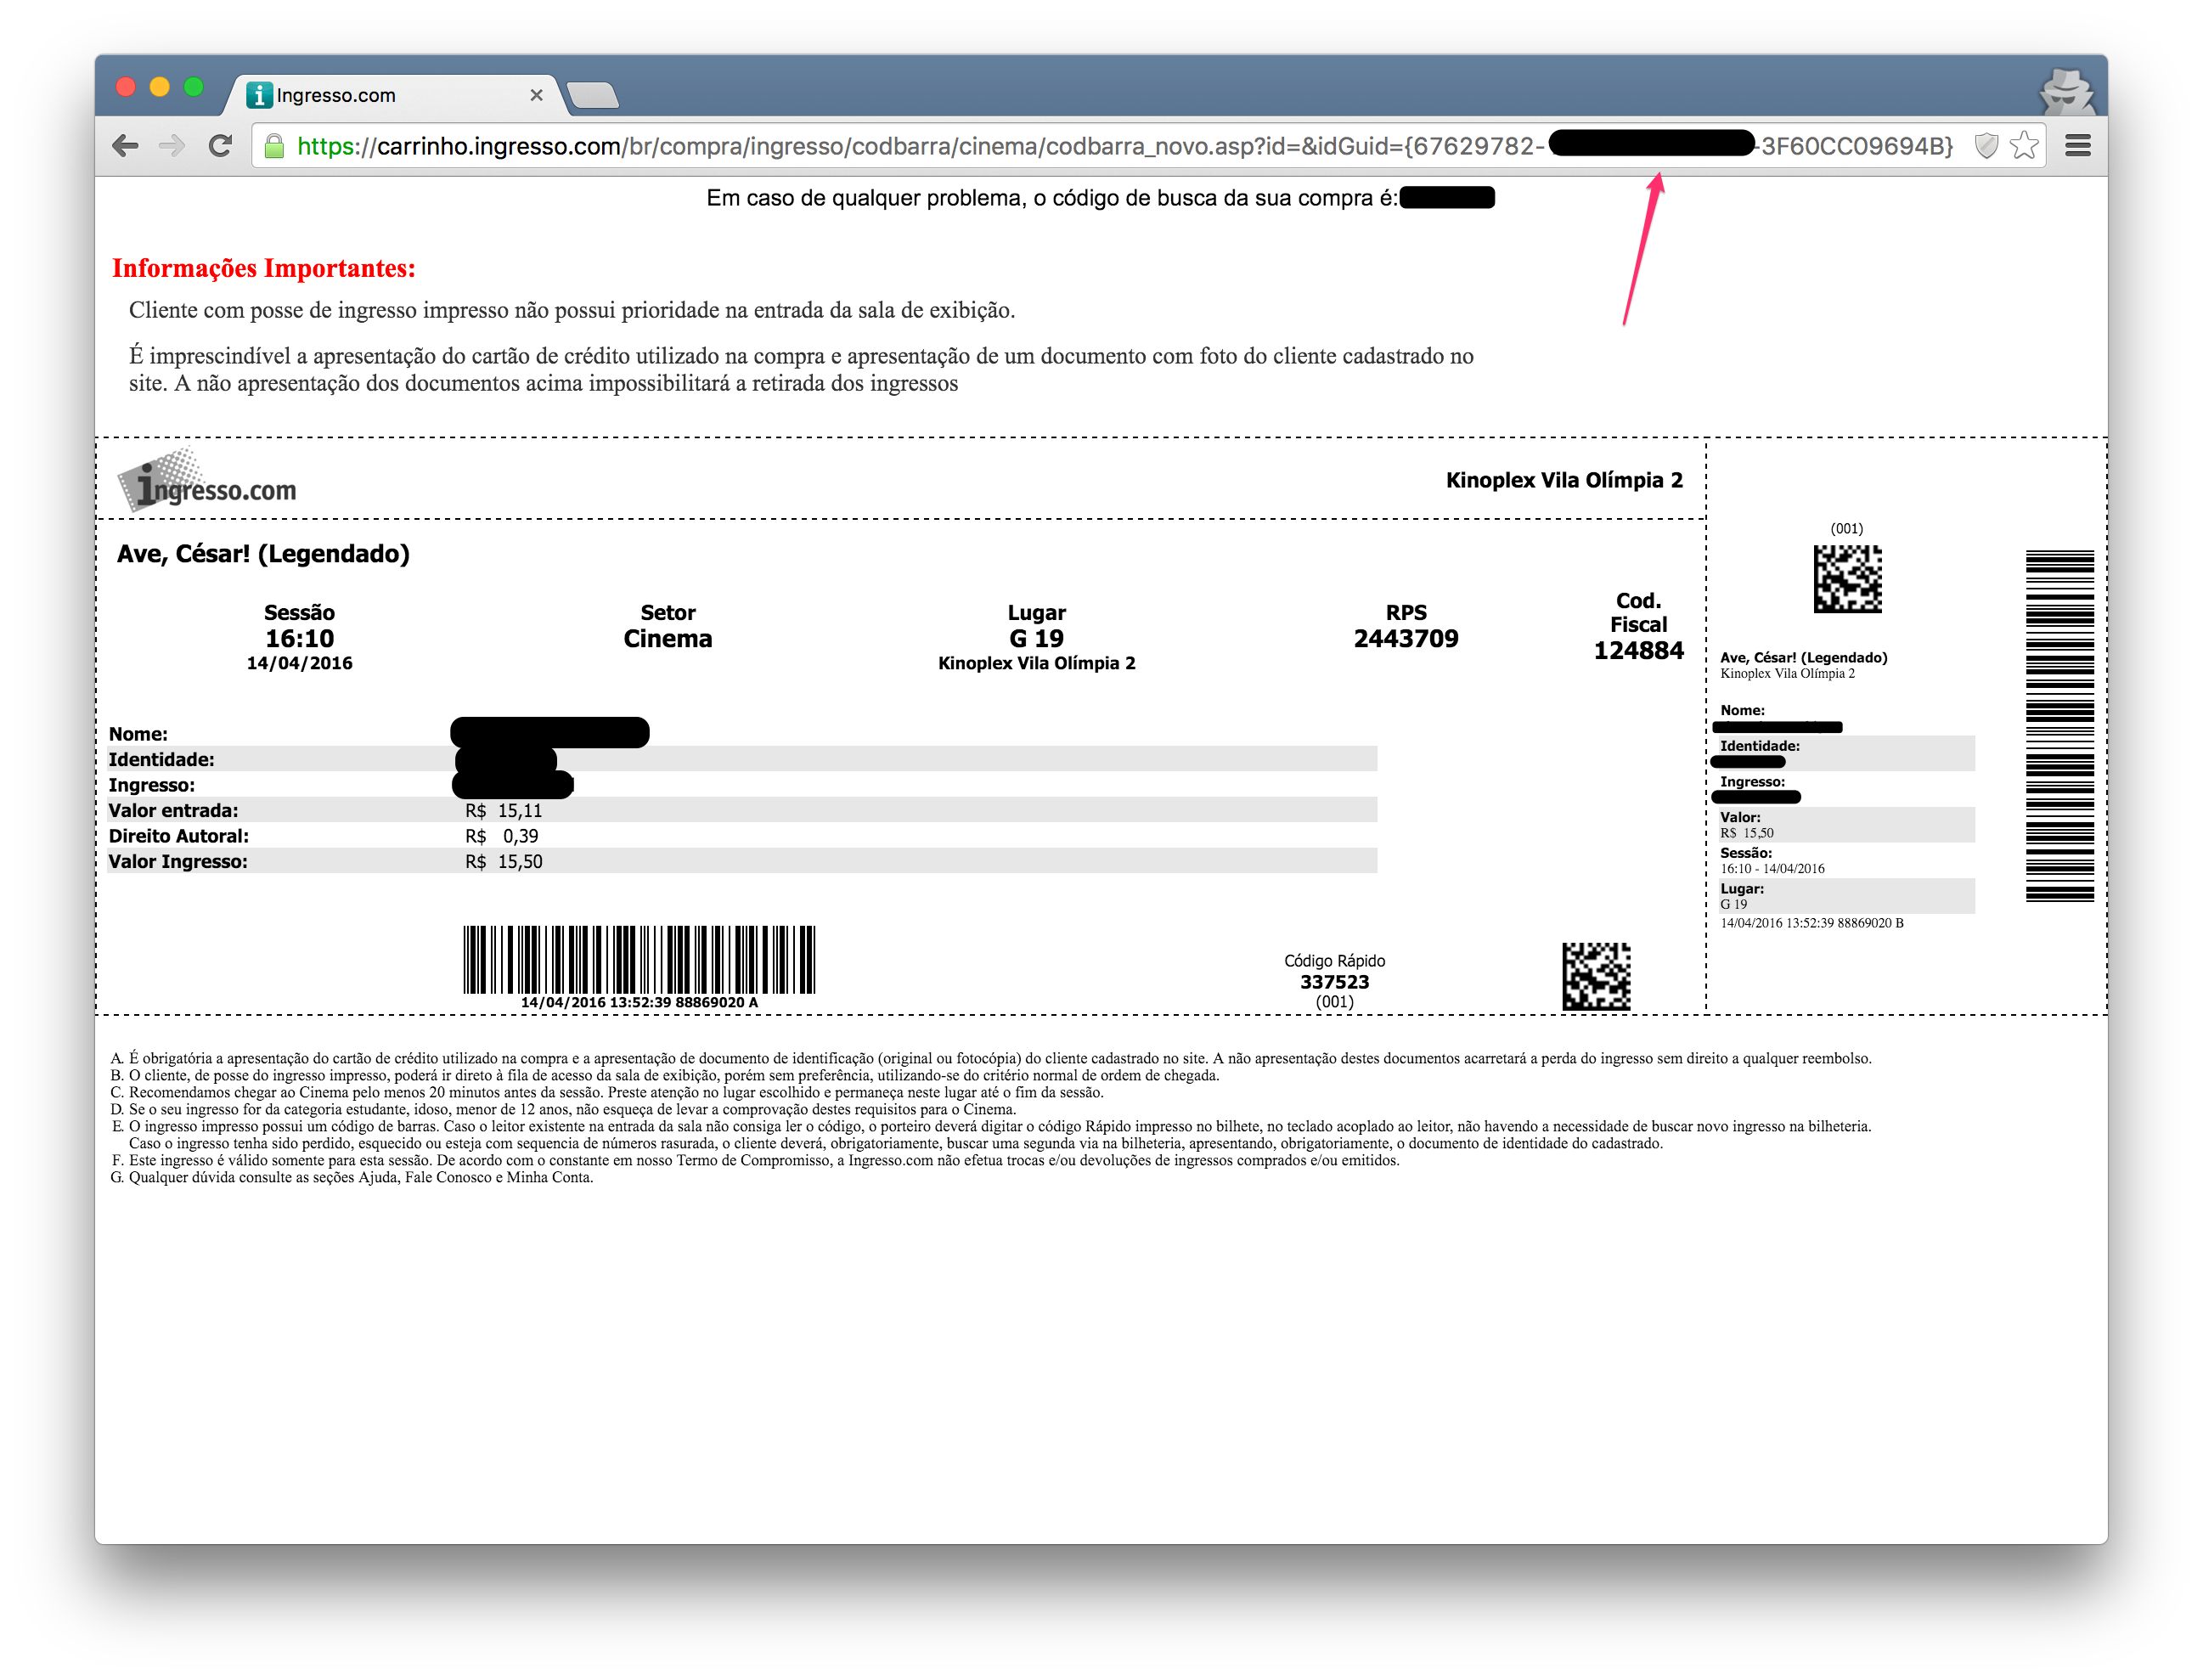 Ingresso.com
https://carrinho.ingresso.com/br/compra/ingresso/codbarra/cinema/codbarra_novo.asp?id=&idGuid={67629782- -3F60CC09694B}
Em caso de qualquer problema, o código de busca da sua compra é:
Informações Importantes:
Cliente com posse de ingresso impresso não possui prioridade na entrada da sala de exibição.
É imprescindível a apresentação do cartão de crédito utilizado na compra e apresentação de um documento com foto do cliente cadastrado no
site. A não apresentação dos documentos acima impossibilitará a retirada dos ingressos
ingresso.com
Kinoplex Vila Olímpia 2
Ave, César! (Legendado)
Sessão
16:10
14/04/2016
Setor
Cinema
Lugar
G 19
Kinoplex Vila Olímpia 2
RPS
2443709
Cod.
Fiscal
124884
Nome:
Identidade:
Ingresso:
Valor entrada: R$ 15,11
Direito Autoral: R$ 0,39
Valor Ingresso: R$ 15,50
14/04/2016 13:52:39 88869020 A
Código Rápido
337523
(001)
(001)
Ave, César! (Legendado)
Kinoplex Vila Olímpia 2
Nome:
Identidade:
Ingresso:
Valor:
R$ 15,50
Sessão:
16:10 - 14/04/2016
Lugar:
G 19
14/04/2016 13:52:39 88869020 B
A. É obrigatória a apresentação do cartão de crédito utilizado na compra e a apresentação de documento de identificação (original ou fotocópia) do cliente cadastrado no site. A não apresentação destes documentos acarretará a perda do ingresso sem direito a qualquer reembolso.
B. O cliente, de posse do ingresso impresso, poderá ir direto à fila de acesso da sala de exibição, porém sem preferência, utilizando-se do critério normal de ordem de chegada.
C. Recomendamos chegar ao Cinema pelo menos 20 minutos antes da sessão. Preste atenção no lugar escolhido e permaneça neste lugar até o fim da sessão.
D. Se o seu ingresso for da categoria estudante, idoso, menor de 12 anos, não esqueça de levar a comprovação destes requisitos para o Cinema.
E. O ingresso impresso possui um código de barras. Caso o leitor existente na entrada da sala não consiga ler o código, o porteiro deverá digitar o código Rápido impresso no bilhete, no teclado acoplado ao leitor, não havendo a necessidade de buscar novo ingresso na bilheteria.
Caso o ingresso tenha sido perdido, esquecido ou esteja com sequencia de números rasurada, o cliente deverá, obrigatoriamente, buscar uma segunda via na bilheteria, apresentando, obrigatoriamente, o documento de identidade do cadastrado.
F. Este ingresso é válido somente para esta sessão. De acordo com o constante em nosso Termo de Compromisso, a Ingresso.com não efetua trocas e/ou devoluções de ingressos comprados e/ou emitidos.
G. Qualquer dúvida consulte as seções Ajuda, Fale Conosco e Minha Conta.